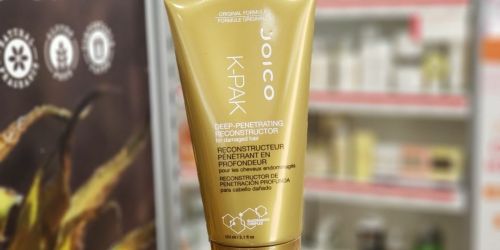 ORIGINAL FORMULA
FORMULE ORIGINALE
JOICO
K-PAK
DEEP-PENETRATING
RECONSTRUCTOR
for damaged hair
RECONSTRUCTEUR
PÉNÉTRANT EN
PROFONDEUR
pour les cheveux endommagés
RECONSTRUCTOR DE
PENETRACIÓN PROFUNDA
para cabello dañado